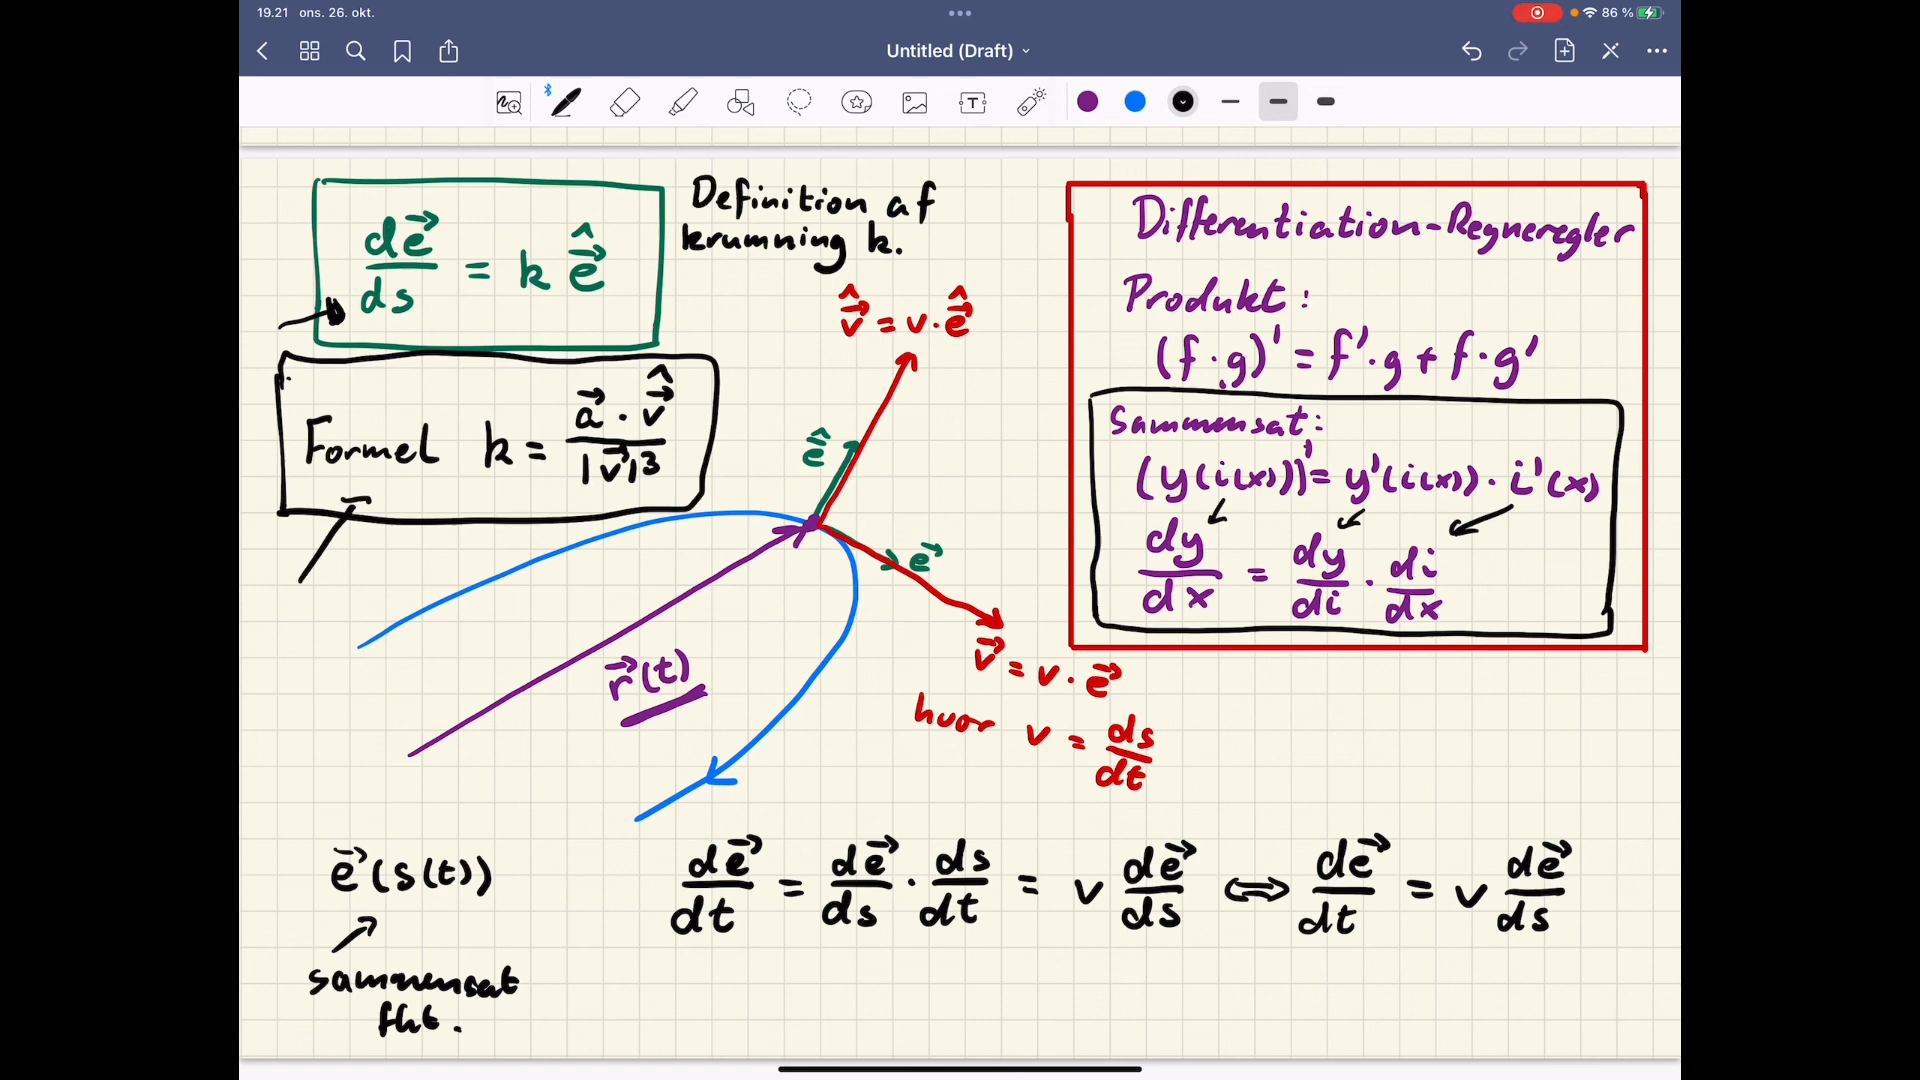 19.21 ons. 26. okt.
86 %
Untitled (Draft)
Definition af
krumning k.
de⃗/ds = k ê⃗
Formel k = a⃗ · v̂⃗ / |v⃗|³
v̂⃗ = v · ê⃗
ê⃗
e⃗
v⃗ = v · e⃗
hvor v = ds/dt
r⃗(t)
Differentiation-Regneregler
Produkt:
(f · g)' = f' · g + f · g'
Sammensat:
(y(i(x)))' = y'(i(x)) · i'(x)
dy/dx = dy/di · di/dx
e⃗(s(t))
sammensat
fkt.
de⃗/dt = de⃗/ds · ds/dt = v de⃗/ds ⇔ de⃗/dt = v de⃗/ds